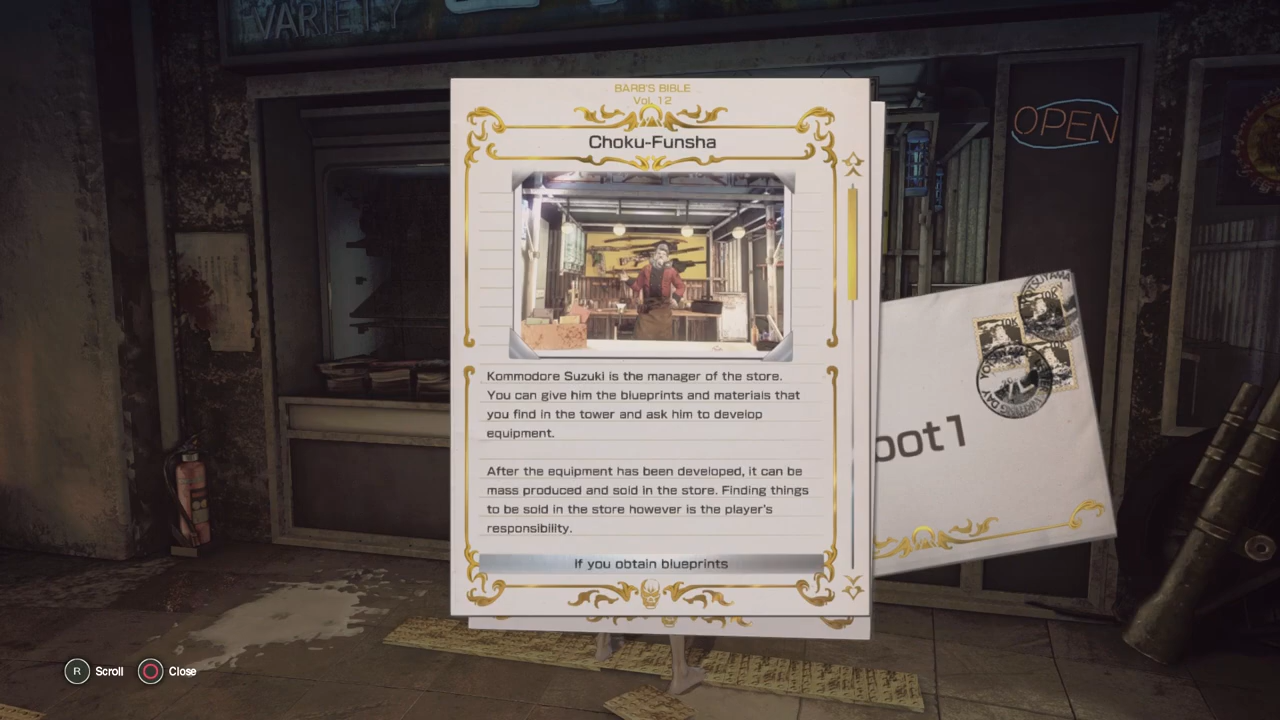 VARIETY
BARB'S BIBLE
Vol. 12
Choku-Funsha
OPEN
Kommodore Suzuki is the manager of the store.
You can give him the blueprints and materials that
you find in the tower and ask him to develop
equipment.
After the equipment has been developed, it can be
mass produced and sold in the store. Finding things
to be sold in the store however is the player's
responsibility.
If you obtain blueprints
R Scroll
Close